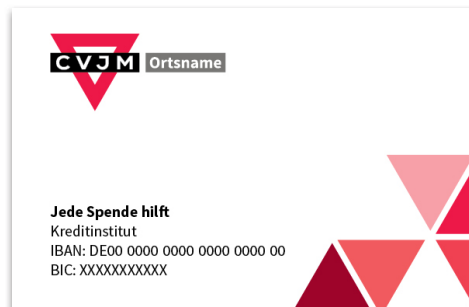 CVJM Ortsname
Jede Spende hilft
Kreditinstitut
IBAN: DE00 0000 0000 0000 0000 00
BIC: XXXXXXXXXXX